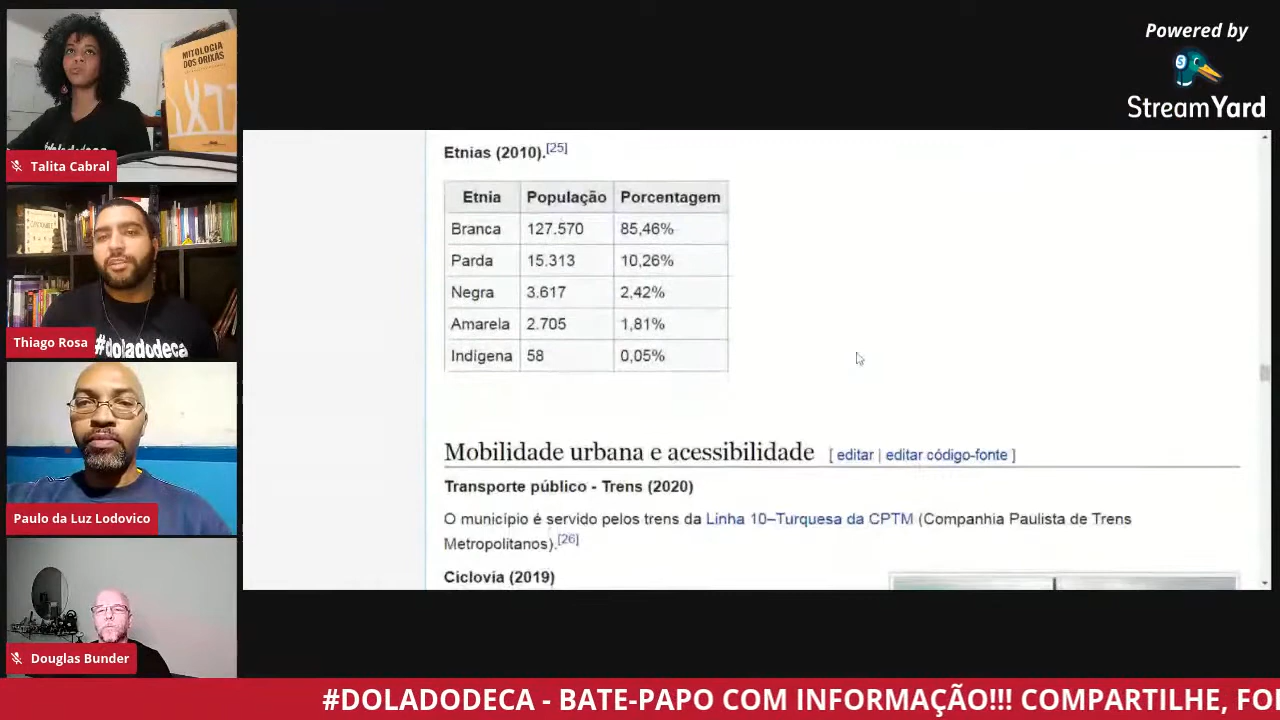 Powered by
StreamYard
MITOLOGIA
DOS ORIXÁS
Talita Cabral
#doladodeca
Thiago Rosa
Paulo da Luz Lodovico
Douglas Bunder
Etnias (2010).[25]
Etnia População Porcentagem
Branca 127.570 85,46%
Parda 15.313 10,26%
Negra 3.617 2,42%
Amarela 2.705 1,81%
Indígena 58 0,05%
Mobilidade urbana e acessibilidade [ editar | editar código-fonte ]
Transporte público - Trens (2020)
O município é servido pelos trens da Linha 10–Turquesa da CPTM (Companhia Paulista de Trens
Metropolitanos).[26]
Ciclovia (2019)
#DOLADODECA - BATE-PAPO COM INFORMAÇÃO!!! COMPARTILHE, FO